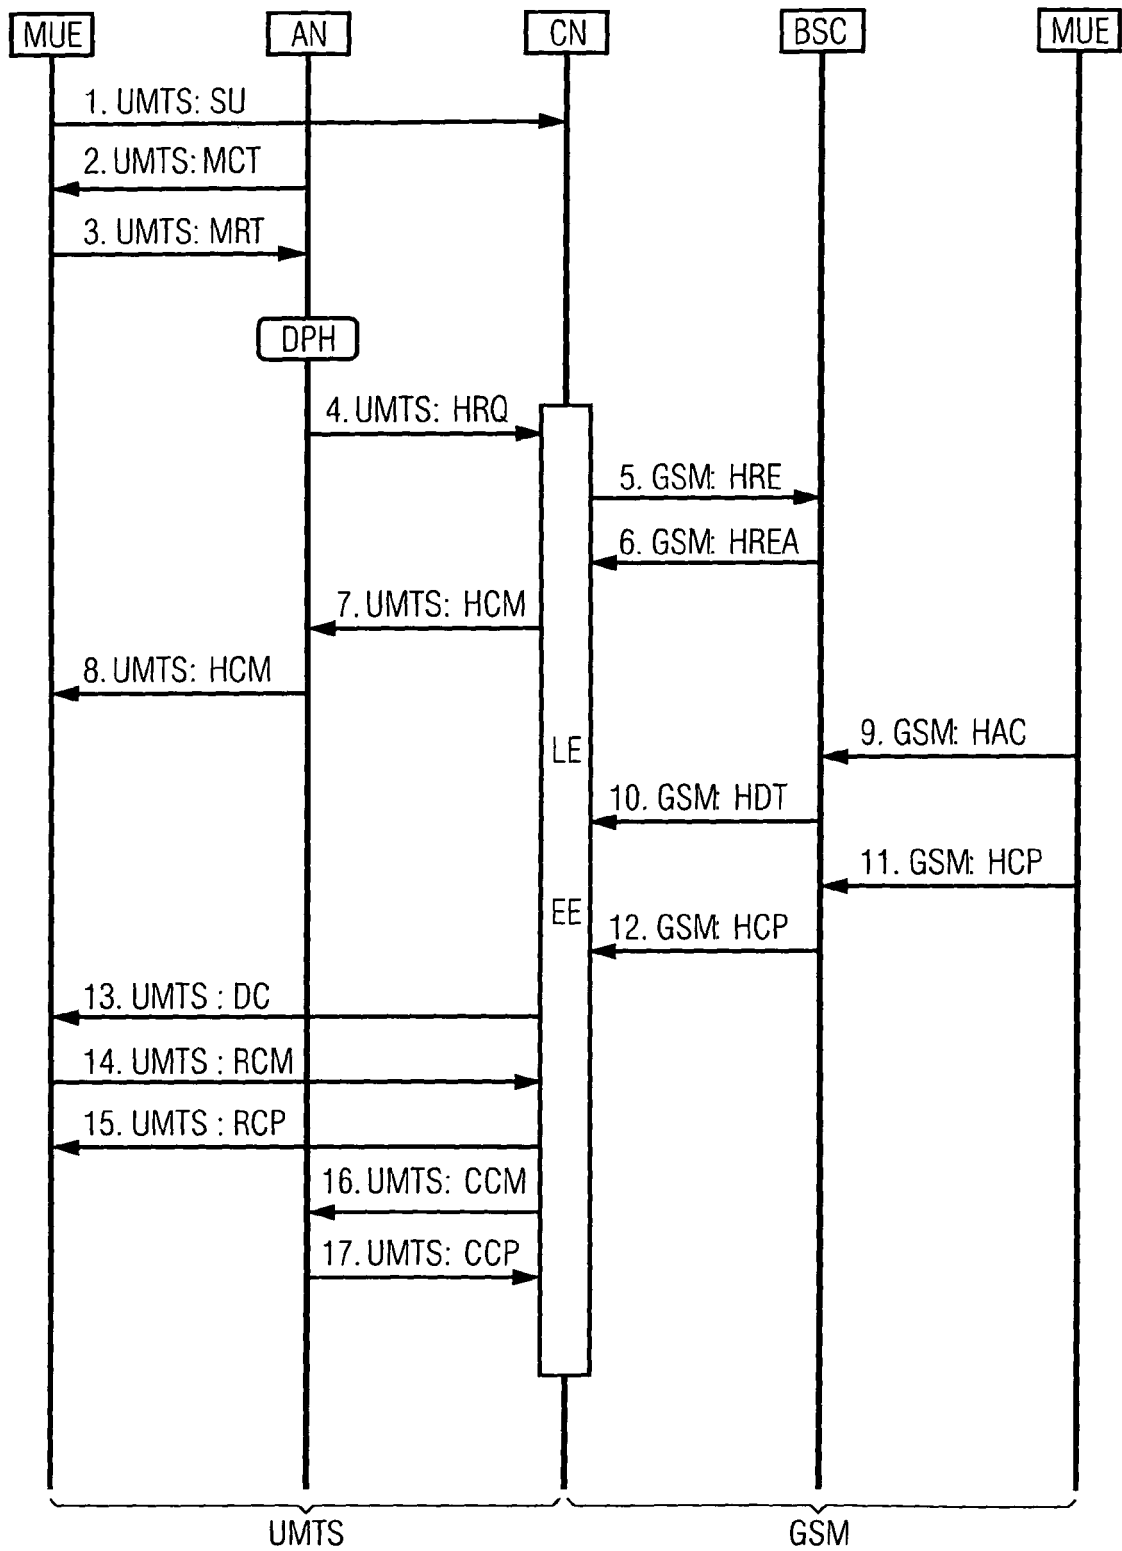 MUE AN CN BSC MUE
1. UMTS: SU
2. UMTS: MCT
3. UMTS: MRT
DPH
4. UMTS: HRQ
5. GSM: HRE
6. GSM: HREA
7. UMTS: HCM
8. UMTS: HCM
9. GSM: HAC
LE
10. GSM: HDT
11. GSM: HCP
EE
12. GSM: HCP
13. UMTS : DC
14. UMTS : RCM
15. UMTS : RCP
16. UMTS: CCM
17. UMTS: CCP
UMTS GSM